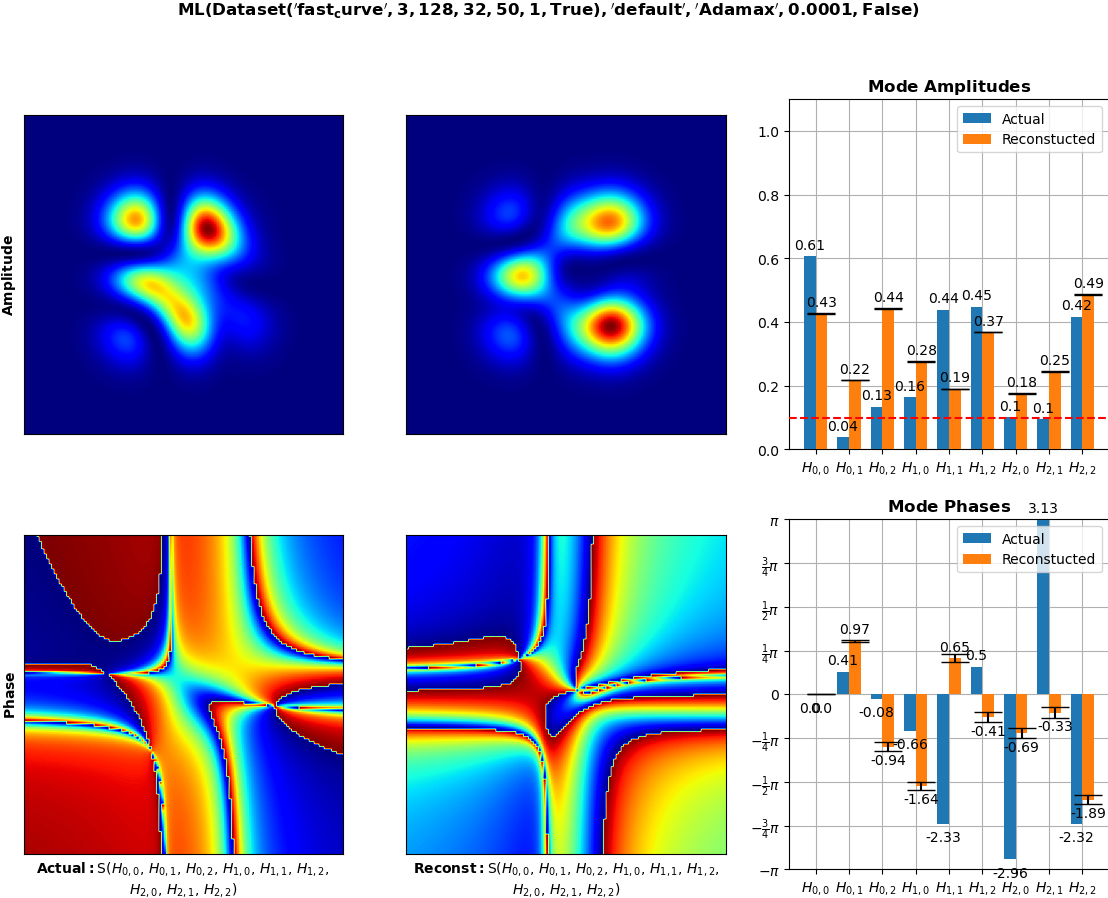 ML(Dataset('fast_curve', 3, 128, 32, 50, 1, True), 'default', 'Adamax', 0.0001, False)
Amplitude
Mode Amplitudes
Actual
Reconstucted
1.0
0.8
0.6
0.4
0.2
0.0
0.61
0.43
0.04
0.22
0.13
0.44
0.16
0.28
0.44
0.19
0.45
0.37
0.1
0.18
0.1
0.25
0.42
0.49
H0,0 H0,1 H0,2 H1,0 H1,1 H1,2 H2,0 H2,1 H2,2
Phase
Mode Phases
Actual
Reconstucted
π
3/4π
1/2π
1/4π
0
−1/4π
−1/2π
−3/4π
−π
0.0
0.0
0.41
0.97
-0.08
-0.94
-0.66
-1.64
-2.33
0.65
0.5
-0.41
-2.96
-0.69
3.13
-0.33
-2.32
-1.89
H0,0 H0,1 H0,2 H1,0 H1,1 H1,2 H2,0 H2,1 H2,2
Actual: S(H0,0, H0,1, H0,2, H1,0, H1,1, H1,2,
H2,0, H2,1, H2,2)
Reconst: S(H0,0, H0,1, H0,2, H1,0, H1,1, H1,2,
H2,0, H2,1, H2,2)